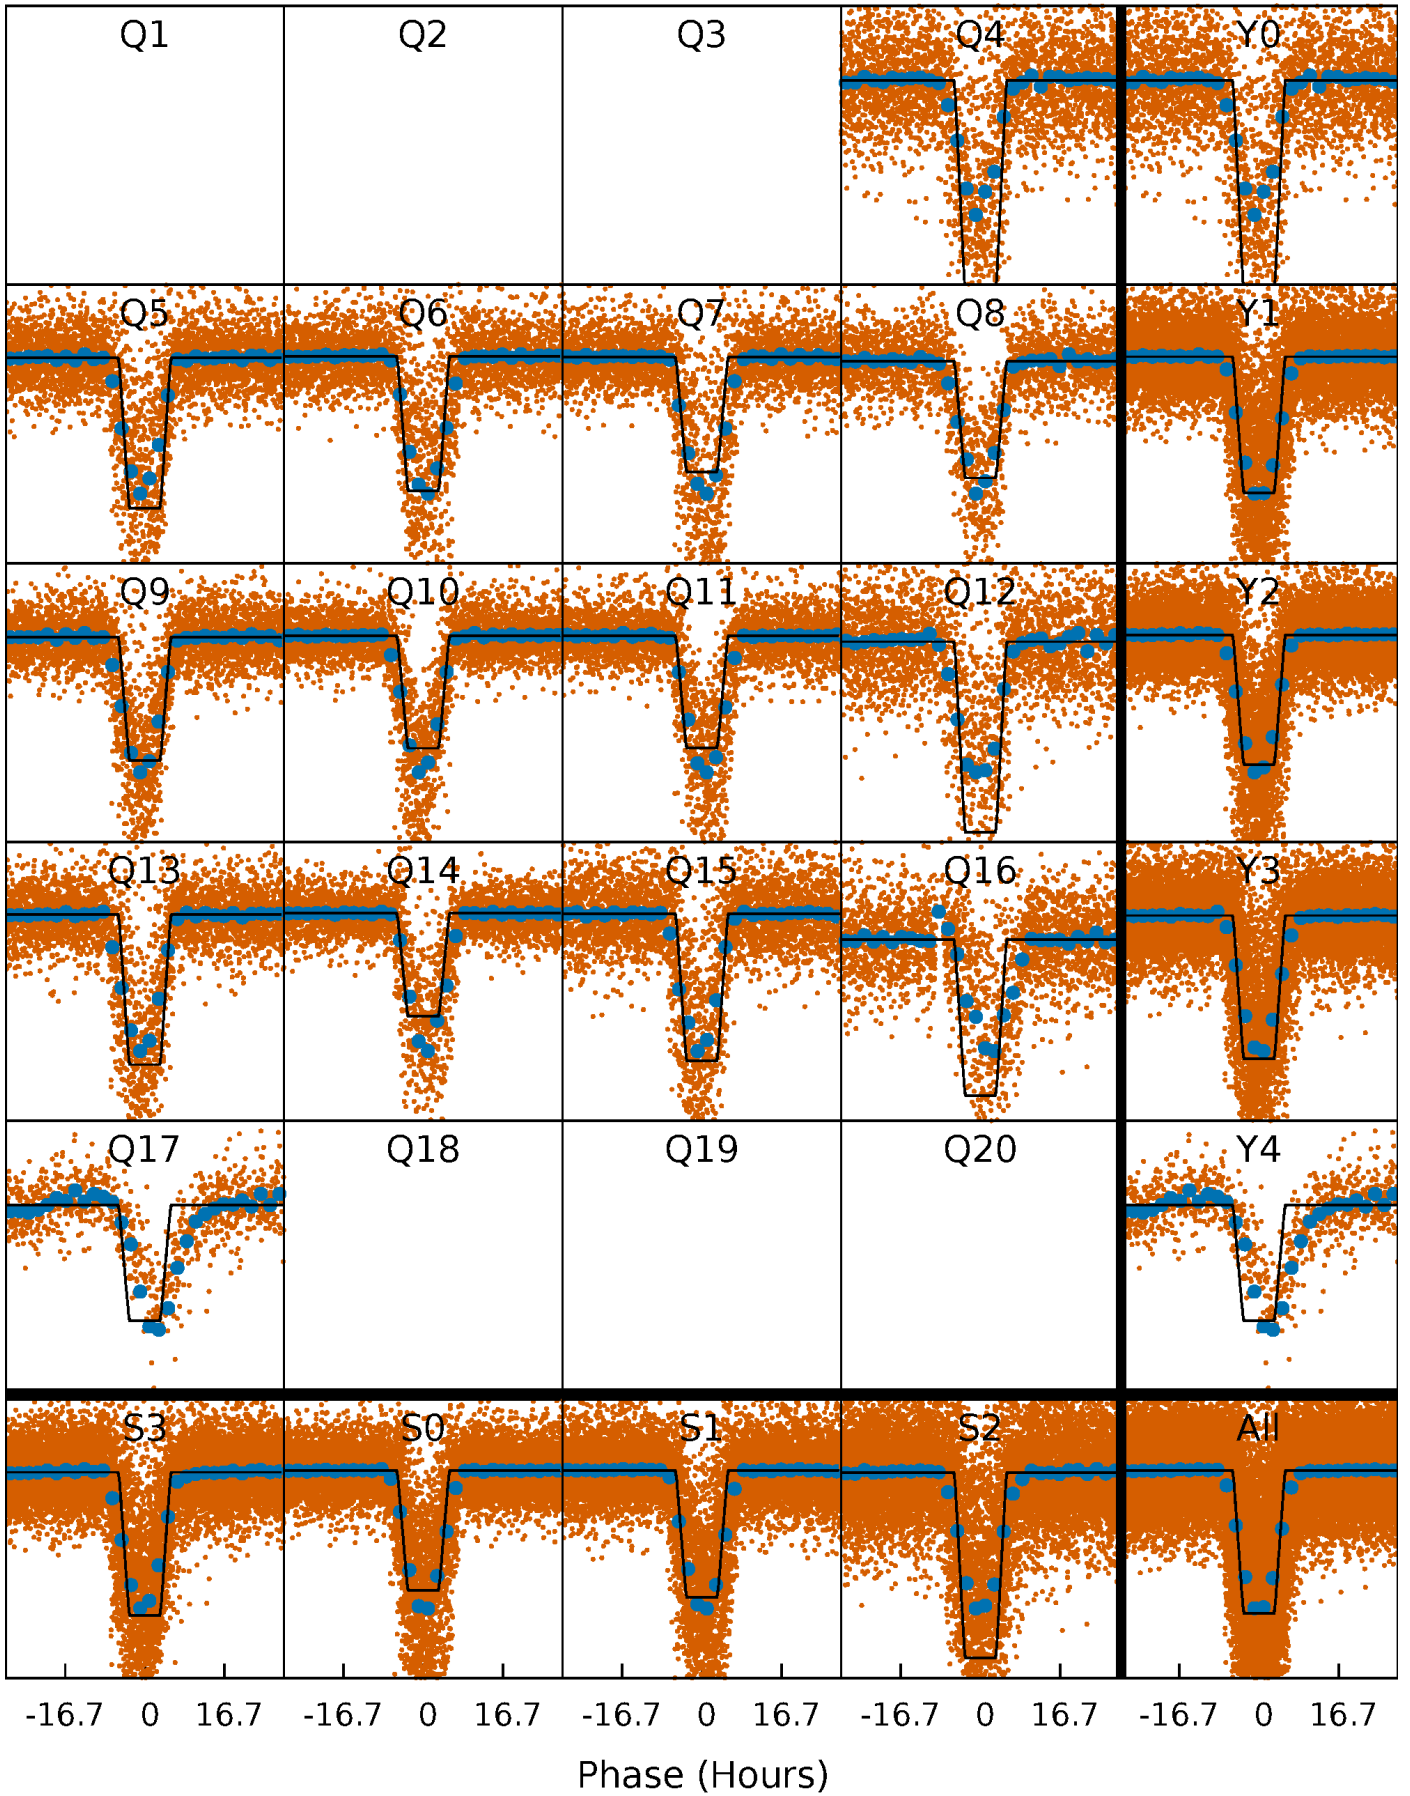 Q1 Q2 Q3 Q4 Y0
Q5 Q6 Q7 Q8 Y1
Q9 Q10 Q11 Q12 Y2
Q13 Q14 Q15 Q16 Y3
Q17 Q18 Q19 Q20 Y4
S3 S0 S1 S2 All
-16.7 0 16.7 -16.7 0 16.7 -16.7 0 16.7 -16.7 0 16.7 -16.7 0 16.7
Phase (Hours)